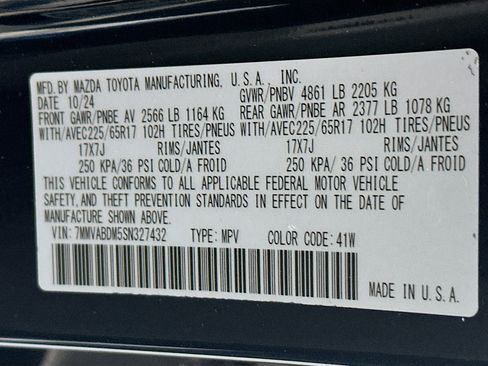 MFD. BY MAZDA TOYOTA MANUFACTURING, U.S.A., INC.
DATE 10/24 GVWR/PNBV 4861 LB 2205 KG
FRONT GAWR/PNBE AV 2566 LB 1164 KG REAR GAWR/PNBE AR 2377 LB 1078 KG
WITH/AVEC225/65R17 102H TIRES/PNEUS WITH/AVEC225/65R17 102H TIRES/PNEUS
17X7J RIMS/JANTES 17X7J RIMS/JANTES
250 KPA/36 PSI COLD/A FROID 250 KPA/ 36 PSI COLD/A FROID
THIS VEHICLE CONFORMS TO ALL APPLICABLE FEDERAL MOTOR VEHICLE
SAFETY, AND THEFT PREVENTION STANDARDS IN EFFECT ON THE DATE OF
MANUFACTURE SHOWN ABOVE.
VIN: 7MMVABDM5SN327432 TYPE: MPV COLOR CODE: 41W
MADE IN U.S.A.